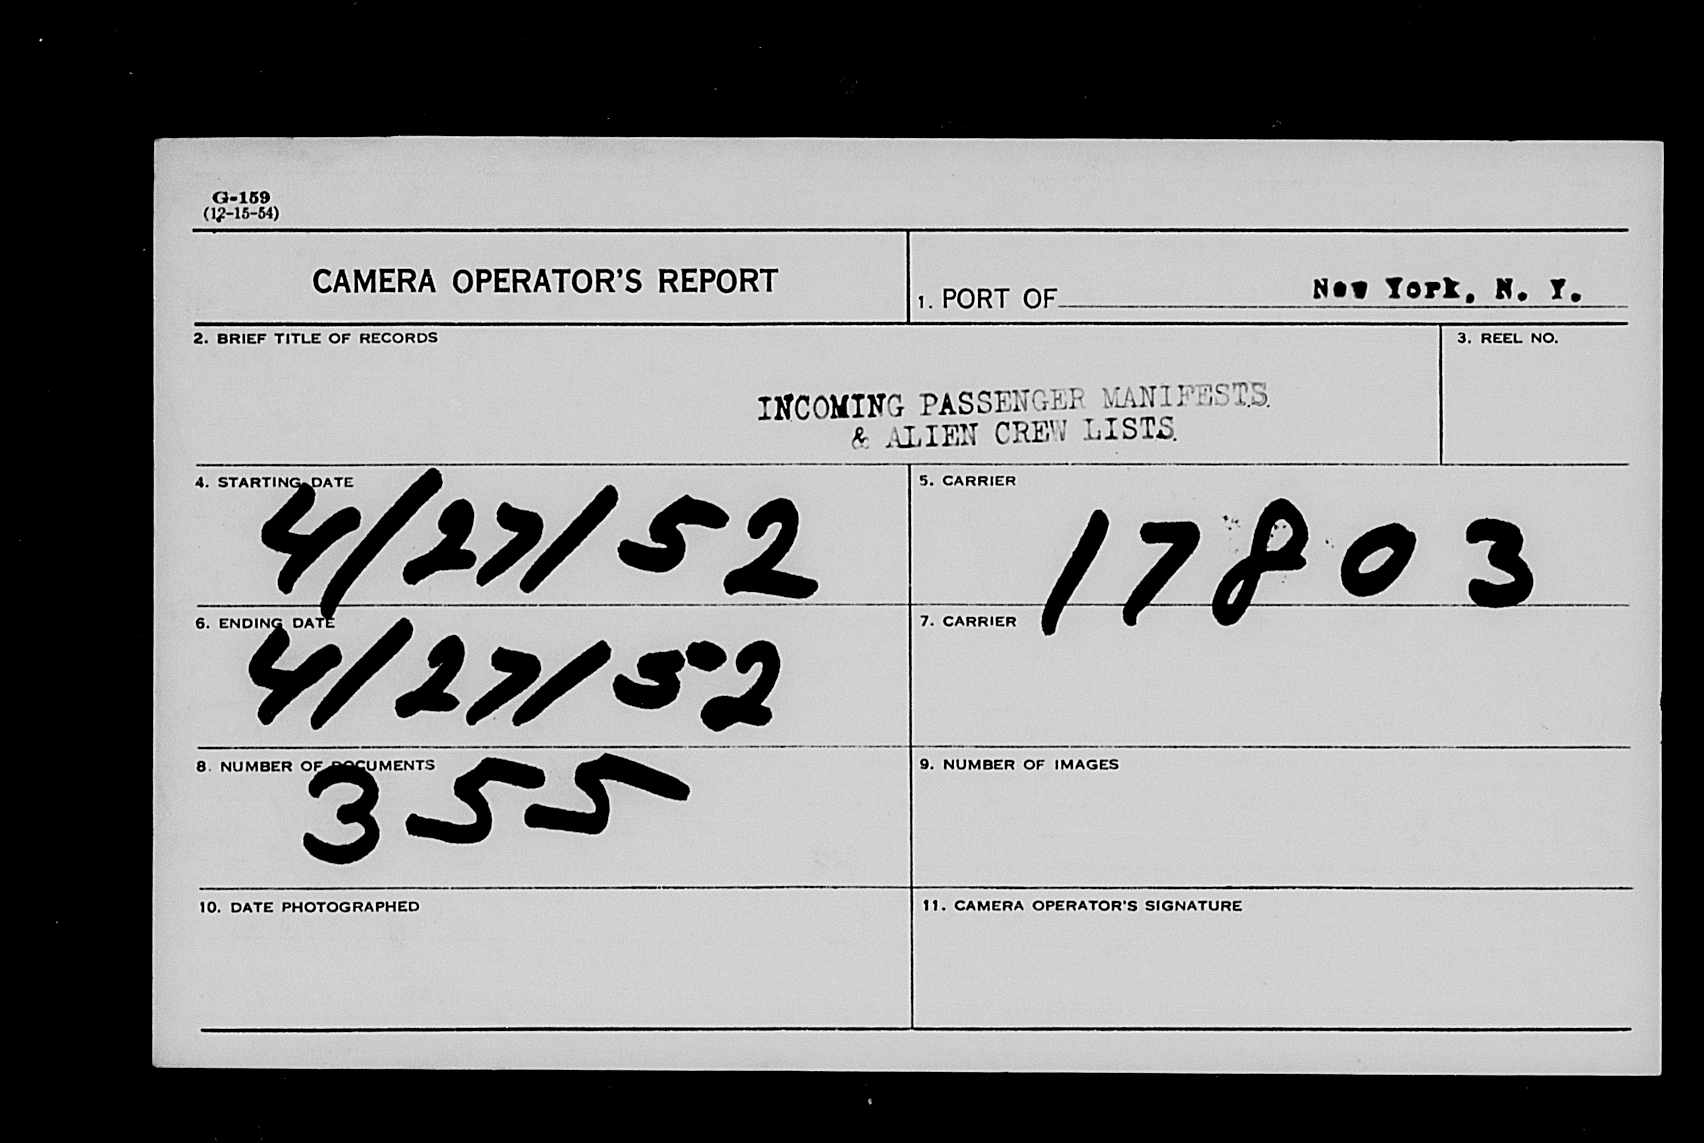 G-159
(12-15-54)
CAMERA OPERATOR'S REPORT
1. PORT OF New York, N. Y.
2. BRIEF TITLE OF RECORDS
3. REEL NO.
INCOMING PASSENGER MANIFESTS
& ALIEN CREW LISTS.
4. STARTING DATE
4/27/52
5. CARRIER
17803
6. ENDING DATE
4/27/52
7. CARRIER
8. NUMBER OF DOCUMENTS
355
9. NUMBER OF IMAGES
10. DATE PHOTOGRAPHED
11. CAMERA OPERATOR'S SIGNATURE